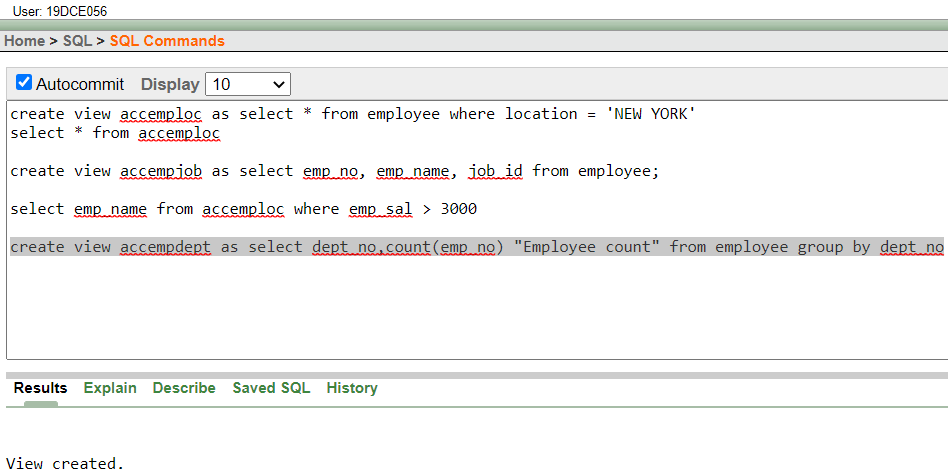 User: 19DCE056
Home > SQL > SQL Commands
Autocommit Display 10
create view accemploc as select * from employee where location = 'NEW YORK'
select * from accemploc
create view accempjob as select emp_no, emp_name, job_id from employee;
select emp_name from accemploc where emp_sal > 3000
create view accempdept as select dept_no,count(emp_no) "Employee count" from employee group by dept_no
Results Explain Describe Saved SQL History
View created.